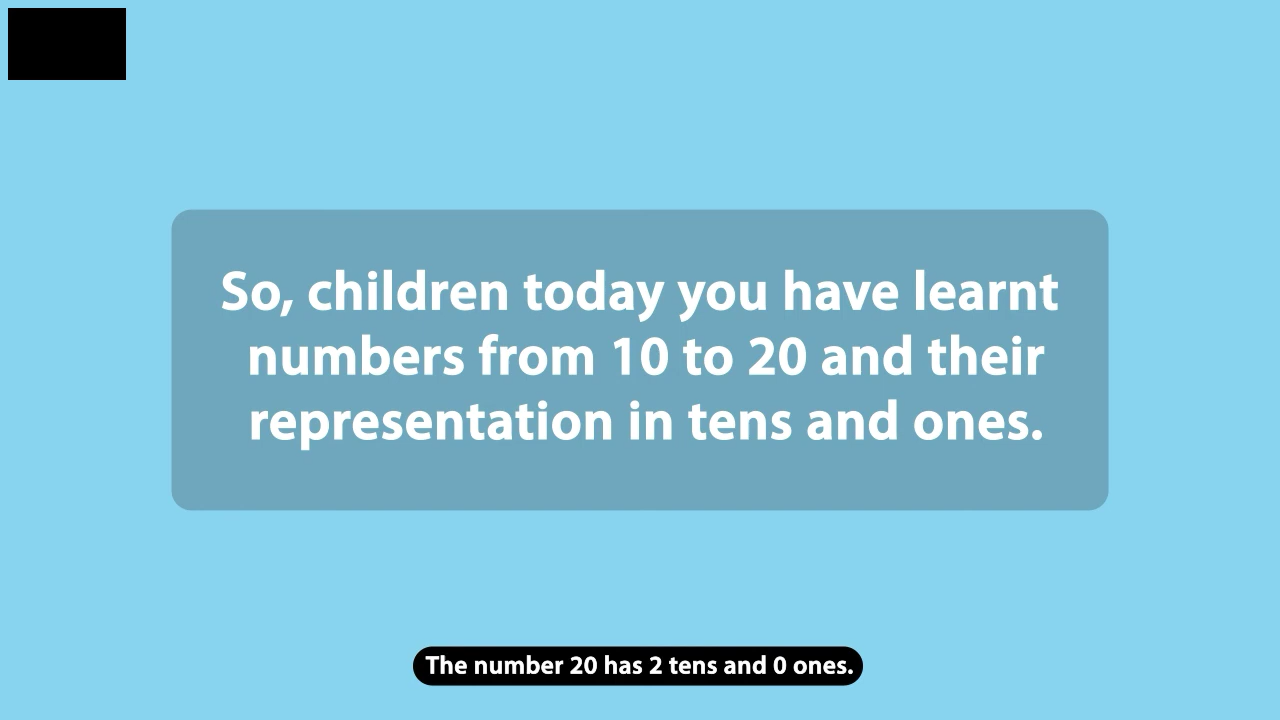 So, children today you have learnt
numbers from 10 to 20 and their
representation in tens and ones.
The number 20 has 2 tens and 0 ones.